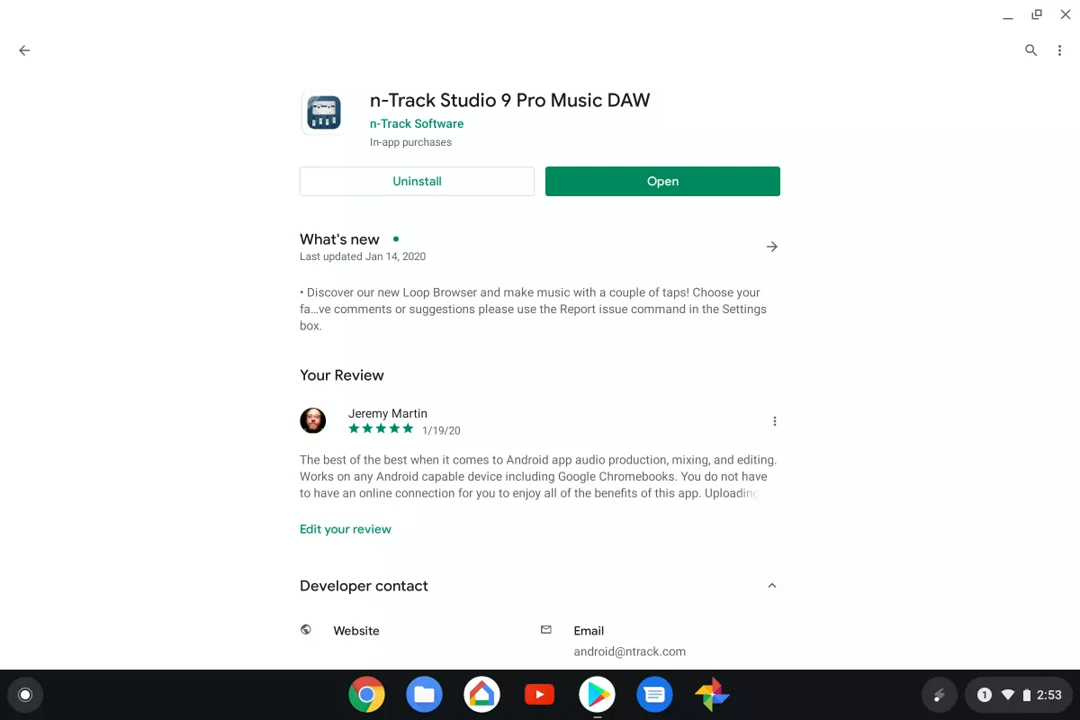 n-Track Studio 9 Pro Music DAW
n-Track Software
In-app purchases
Uninstall
Open
What's new
Last updated Jan 14, 2020
• Discover our new Loop Browser and make music with a couple of taps! Choose your
fa...ve comments or suggestions please use the Report issue command in the Settings
box.
Your Review
Jeremy Martin
1/19/20
The best of the best when it comes to Android app audio production, mixing, and editing.
Works on any Android capable device including Google Chromebooks. You do not have
to have an online connection for you to enjoy all of the benefits of this app. Uploading
Edit your review
Developer contact
Website
Email
android@ntrack.com
1
2:53